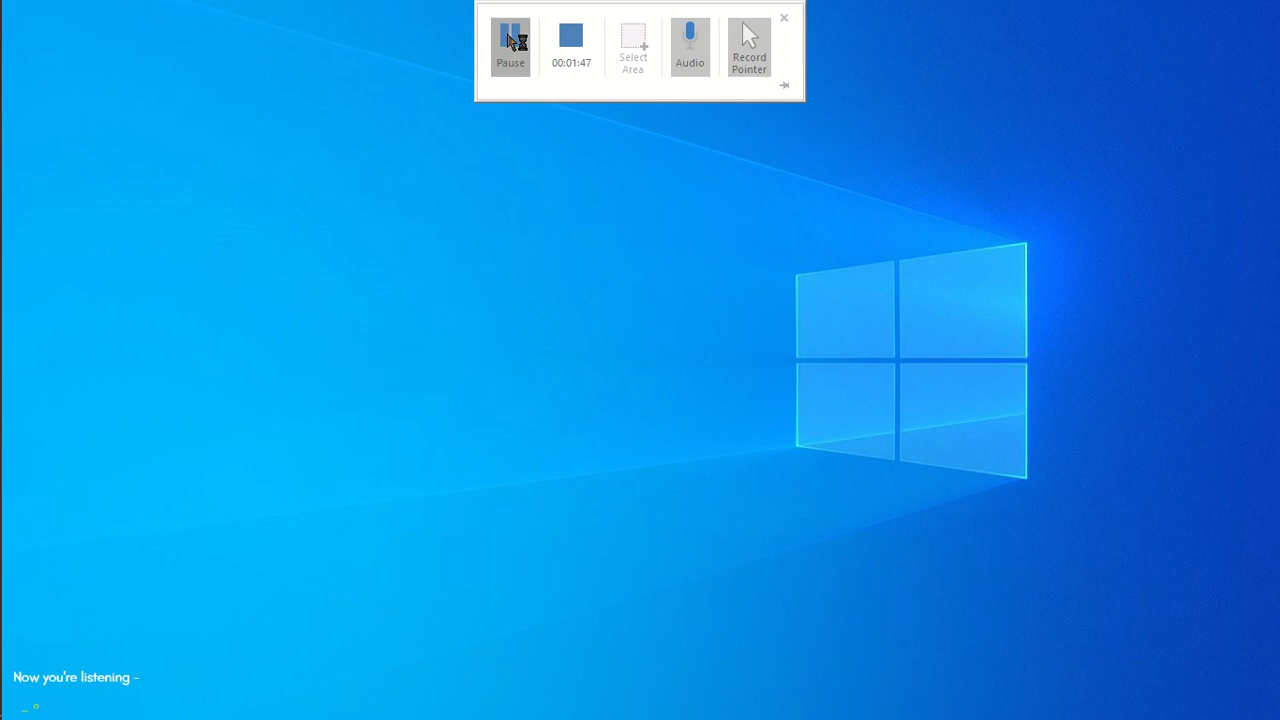 Pause
00:01:47
Select
Area
Audio
Record
Pointer
Now you're listening -